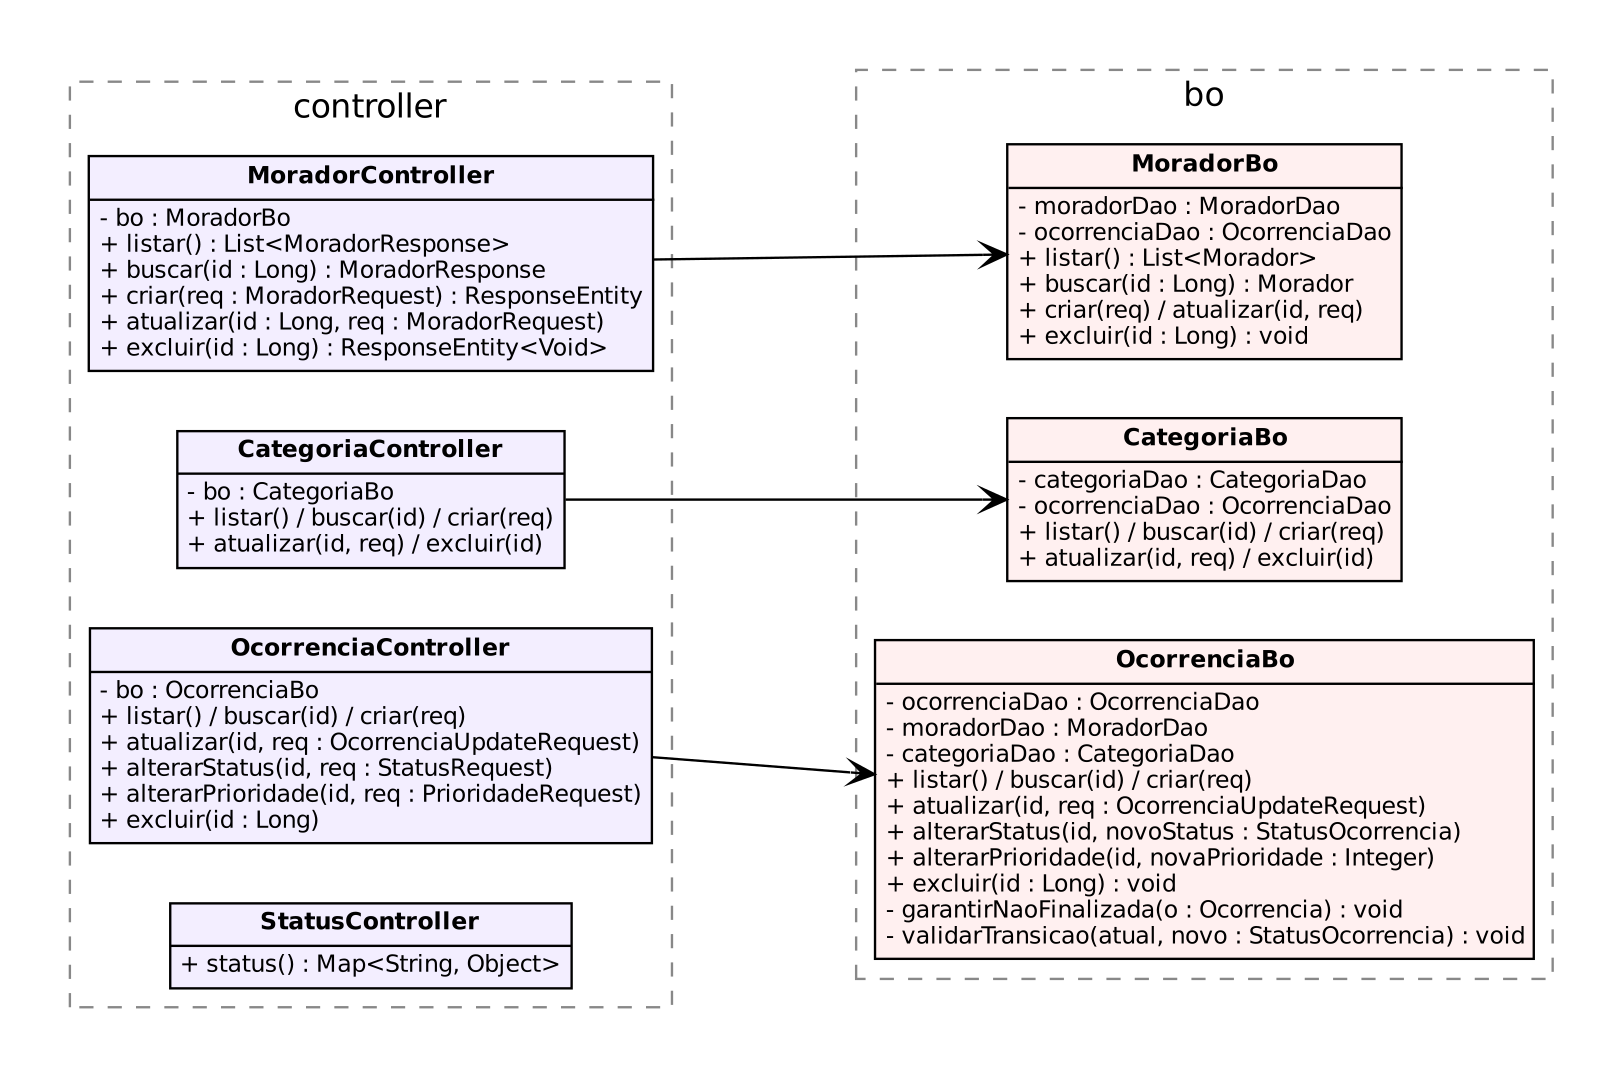 controller
MoradorController
- bo : MoradorBo
+ listar() : List<MoradorResponse>
+ buscar(id : Long) : MoradorResponse
+ criar(req : MoradorRequest) : ResponseEntity
+ atualizar(id : Long, req : MoradorRequest)
+ excluir(id : Long) : ResponseEntity<Void>
CategoriaController
- bo : CategoriaBo
+ listar() / buscar(id) / criar(req)
+ atualizar(id, req) / excluir(id)
OcorrenciaController
- bo : OcorrenciaBo
+ listar() / buscar(id) / criar(req)
+ atualizar(id, req : OcorrenciaUpdateRequest)
+ alterarStatus(id, req : StatusRequest)
+ alterarPrioridade(id, req : PrioridadeRequest)
+ excluir(id : Long)
StatusController
+ status() : Map<String, Object>
bo
MoradorBo
- moradorDao : MoradorDao
- ocorrenciaDao : OcorrenciaDao
+ listar() : List<Morador>
+ buscar(id : Long) : Morador
+ criar(req) / atualizar(id, req)
+ excluir(id : Long) : void
CategoriaBo
- categoriaDao : CategoriaDao
- ocorrenciaDao : OcorrenciaDao
+ listar() / buscar(id) / criar(req)
+ atualizar(id, req) / excluir(id)
OcorrenciaBo
- ocorrenciaDao : OcorrenciaDao
- moradorDao : MoradorDao
- categoriaDao : CategoriaDao
+ listar() / buscar(id) / criar(req)
+ atualizar(id, req : OcorrenciaUpdateRequest)
+ alterarStatus(id, novoStatus : StatusOcorrencia)
+ alterarPrioridade(id, novaPrioridade : Integer)
+ excluir(id : Long) : void
- garantirNaoFinalizada(o : Ocorrencia) : void
- validarTransicao(atual, novo : StatusOcorrencia) : void